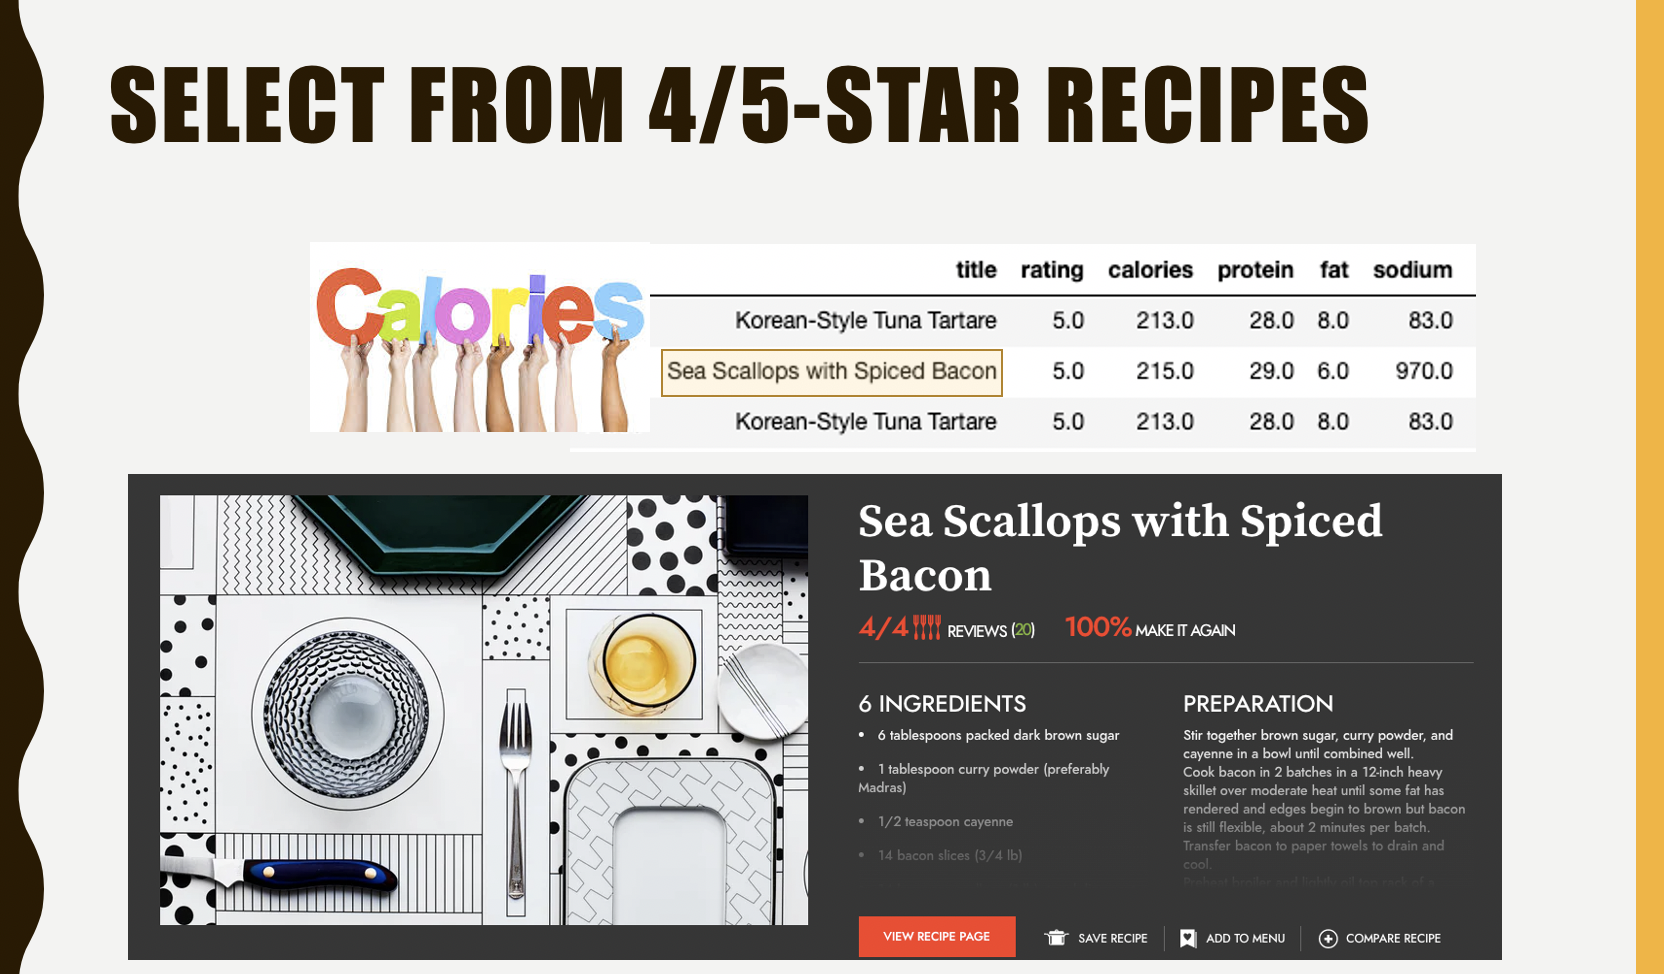 SELECT FROM 4/5-STAR RECIPES
Calories
title rating calories protein fat sodium
Korean-Style Tuna Tartare 5.0 213.0 28.0 8.0 83.0
Sea Scallops with Spiced Bacon 5.0 215.0 29.0 6.0 970.0
Korean-Style Tuna Tartare 5.0 213.0 28.0 8.0 83.0
Sea Scallops with Spiced
Bacon
4/4 REVIEWS (20) 100% MAKE IT AGAIN
6 INGREDIENTS
• 6 tablespoons packed dark brown sugar
• 1 tablespoon curry powder (preferably
Madras)
• 1/2 teaspoon cayenne
• 14 bacon slices (3/4 lb)
PREPARATION
Stir together brown sugar, curry powder, and
cayenne in a bowl until combined well.
Cook bacon in 2 batches in a 12-inch heavy
skillet over moderate heat until some fat has
rendered and edges begin to brown but bacon
is still flexible, about 2 minutes per batch.
Transfer bacon to paper towels to drain and
cool.
Preheat broiler and lightly oil top rack of a
VIEW RECIPE PAGE
SAVE RECIPE
ADD TO MENU
COMPARE RECIPE